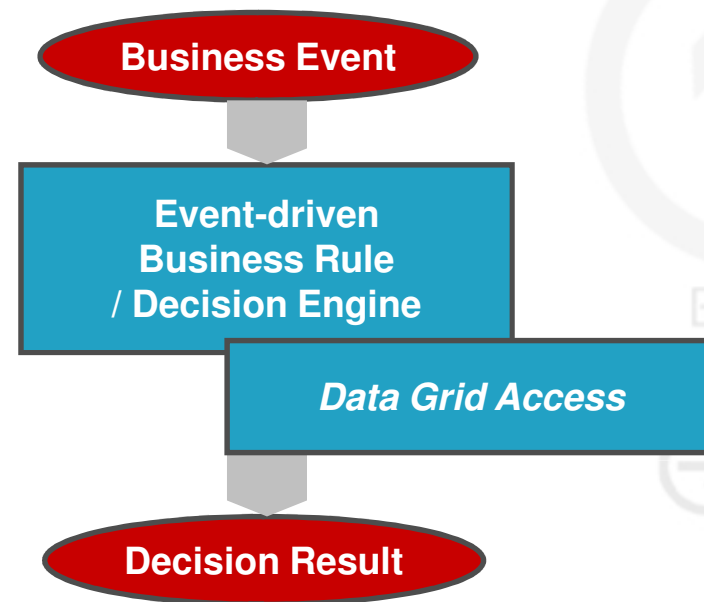 Business Event
Event-driven
Business Rule
/ Decision Engine
Data Grid Access
Decision Result